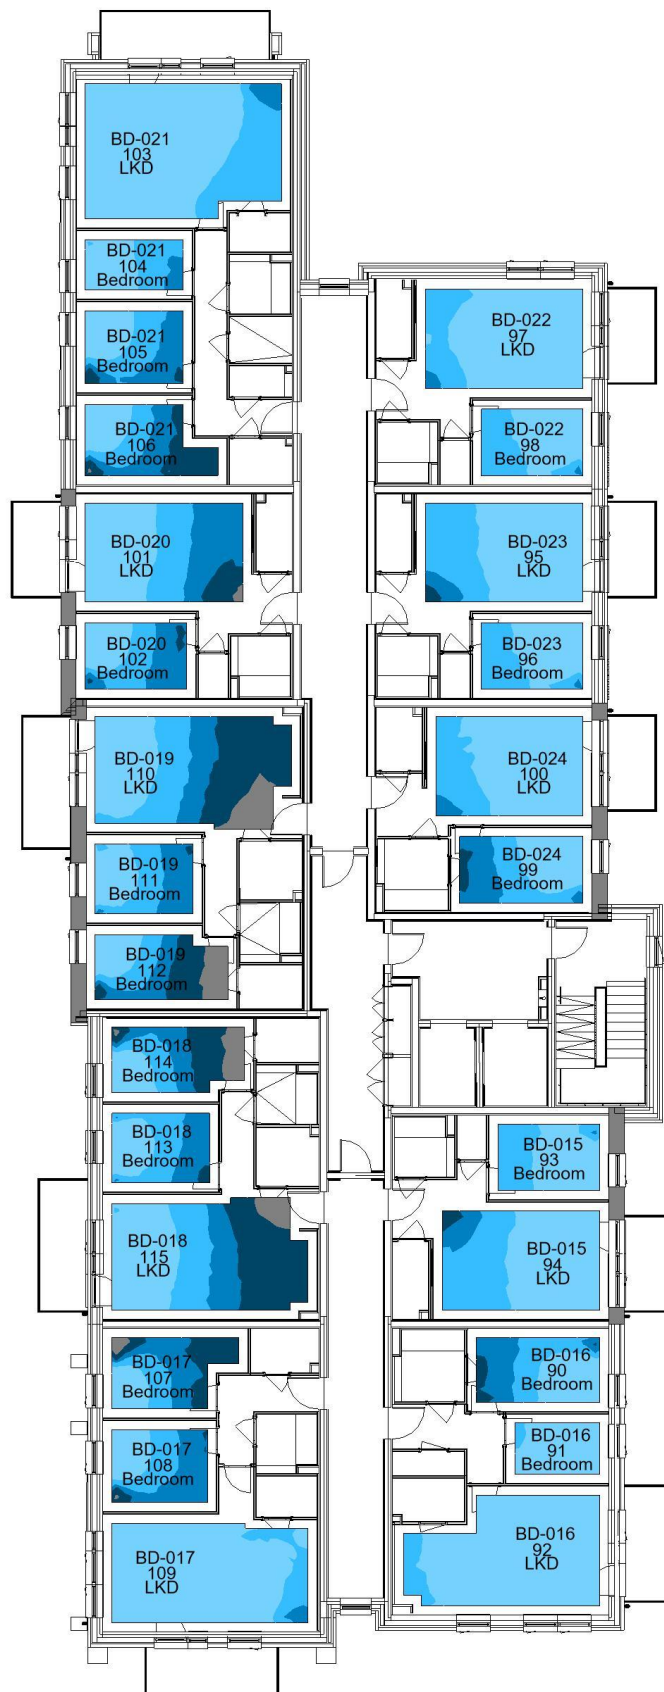 BD-021
103
LKD
BD-021
104
Bedroom
BD-021
105
Bedroom
BD-021
106
Bedroom
BD-022
97
LKD
BD-022
98
Bedroom
BD-020
101
LKD
BD-020
102
Bedroom
BD-023
95
LKD
BD-023
96
Bedroom
BD-019
110
LKD
BD-019
111
Bedroom
BD-019
112
Bedroom
BD-024
100
LKD
BD-024
99
Bedroom
BD-018
114
Bedroom
BD-018
113
Bedroom
BD-018
115
LKD
BD-015
93
Bedroom
BD-015
94
LKD
BD-017
107
Bedroom
BD-017
108
Bedroom
BD-017
109
LKD
BD-016
90
Bedroom
BD-016
91
Bedroom
BD-016
92
LKD